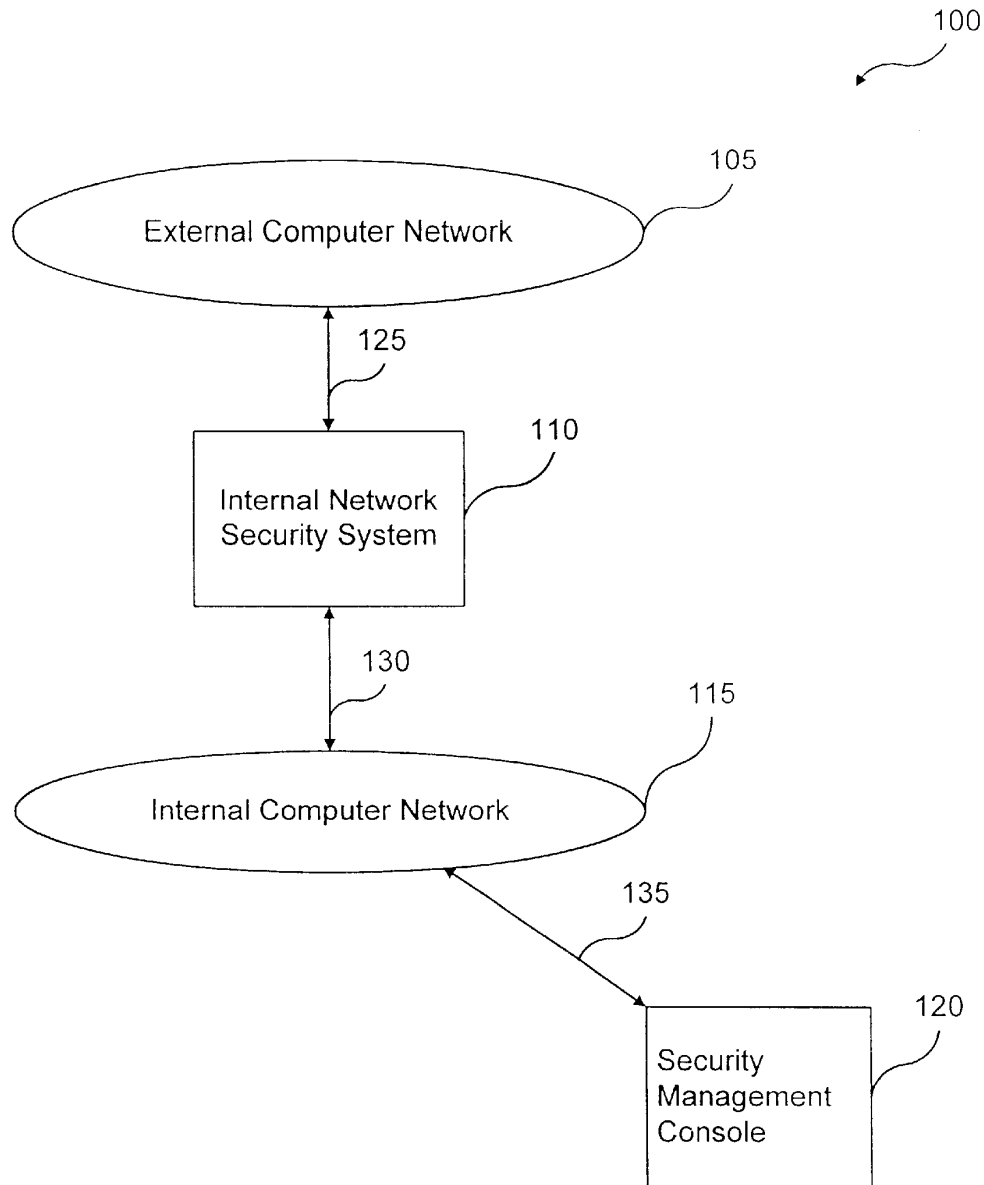 100
105
External Computer Network
125
110
Internal Network
Security System
130
115
Internal Computer Network
135
120
Security
Management
Console